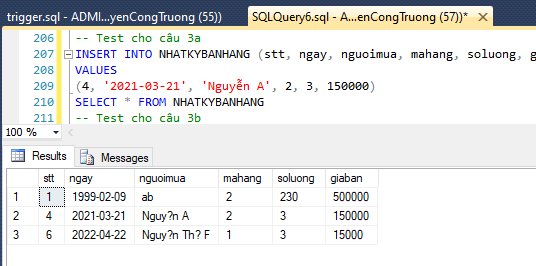 trigger.sql - ADMI...yenCongTruong (55)) SQLQuery6.sql - A...enCongTruong (57))*
206 -- Test cho câu 3a
207 INSERT INTO NHATKYBANHANG (stt, ngay, nguoimua, mahang, soluong, g
208 VALUES
209 (4, '2021-03-21', 'Nguyễn A', 2, 3, 150000)
210 SELECT * FROM NHATKYBANHANG
211 -- Test cho câu 3b
100 %
Results Messages
stt ngay nguoimua mahang soluong giaban
1 1 1999-02-09 ab 2 230 500000
2 4 2021-03-21 Nguy?n A 2 3 150000
3 6 2022-04-22 Nguy?n Th? F 1 3 15000